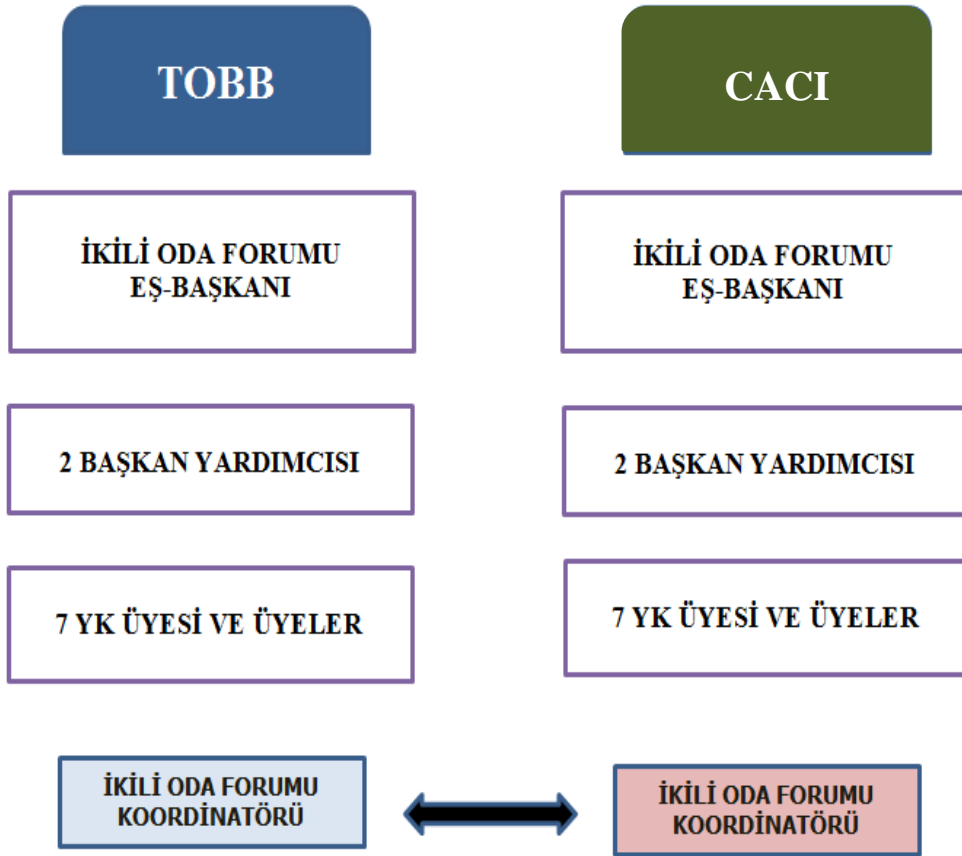 TOBB
CACI
İKİLİ ODA FORUMU
EŞ-BAŞKANI
İKİLİ ODA FORUMU
EŞ-BAŞKANI
2 BAŞKAN YARDIMCISI
2 BAŞKAN YARDIMCISI
7 YK ÜYESİ VE ÜYELER
7 YK ÜYESİ VE ÜYELER
İKİLİ ODA FORUMU
KOORDİNATÖRÜ
İKİLİ ODA FORUMU
KOORDİNATÖRÜ